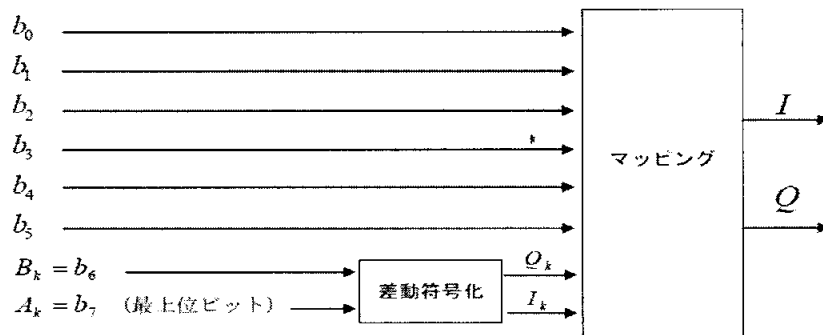 b₀
b₁
b₂
b₃
b₄
b₅
Bₖ = b₆
Aₖ = b₇ (最上位ビット)
差動符号化
Qₖ
Iₖ
マッピング
I
Q